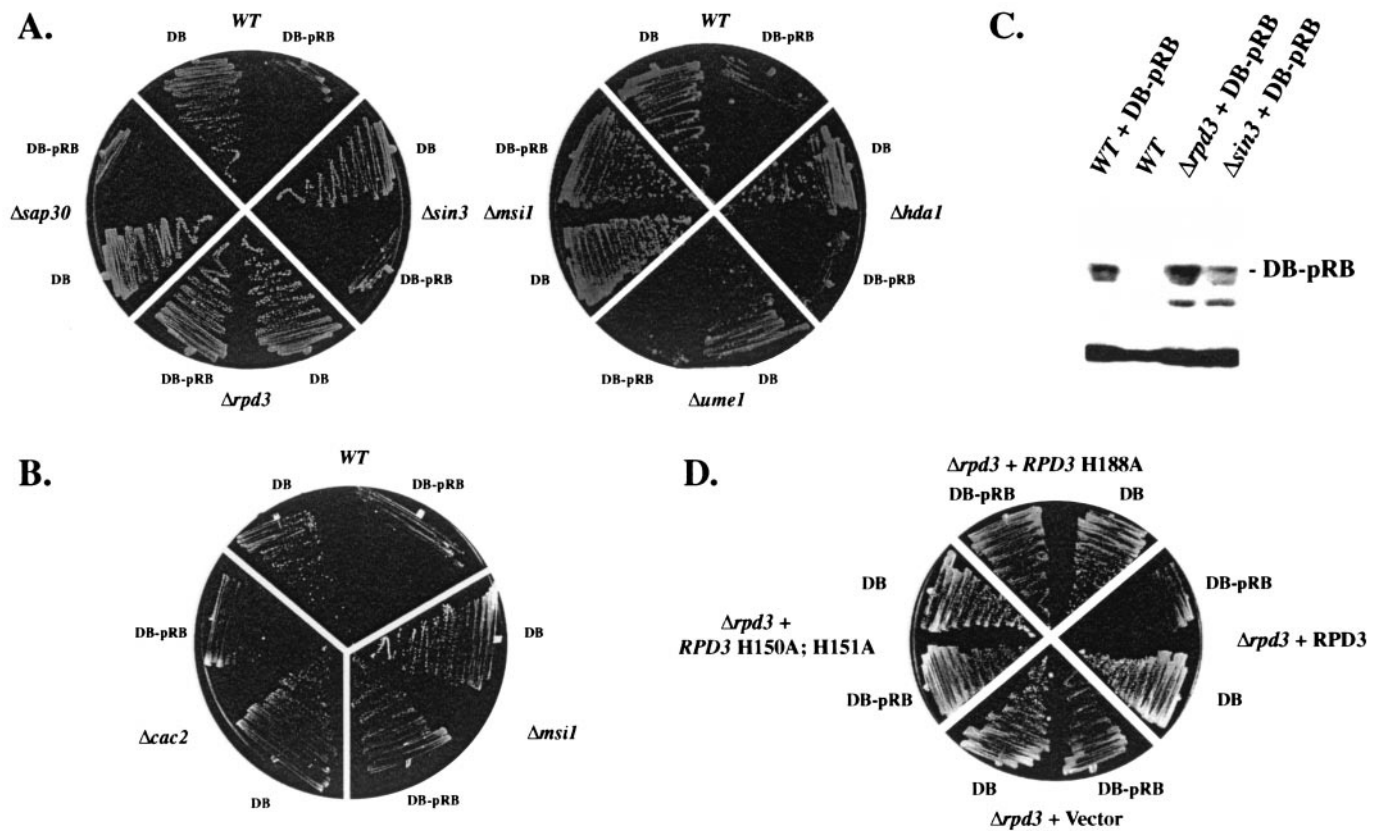 A.
WT
DB
DB-pRB
DB-pRB
DB
Δsap30
Δsin3
DB
DB-pRB
DB-pRB
DB
Δrpd3
WT
DB
DB-pRB
DB-pRB
DB
Δmsi1
Δhda1
DB
DB-pRB
DB-pRB
DB
Δume1
C.
WT + DB-pRB
WT
Δrpd3 + DB-pRB
Δsin3 + DB-pRB
- DB-pRB
B.
WT
DB
DB-pRB
DB-pRB
DB
Δcac2
Δmsi1
DB
DB-pRB
D.
Δrpd3 + RPD3 H188A
DB-pRB
DB
DB
DB-pRB
Δrpd3 +
RPD3 H150A; H151A
Δrpd3 + RPD3
DB-pRB
DB
DB
DB-pRB
Δrpd3 + Vector